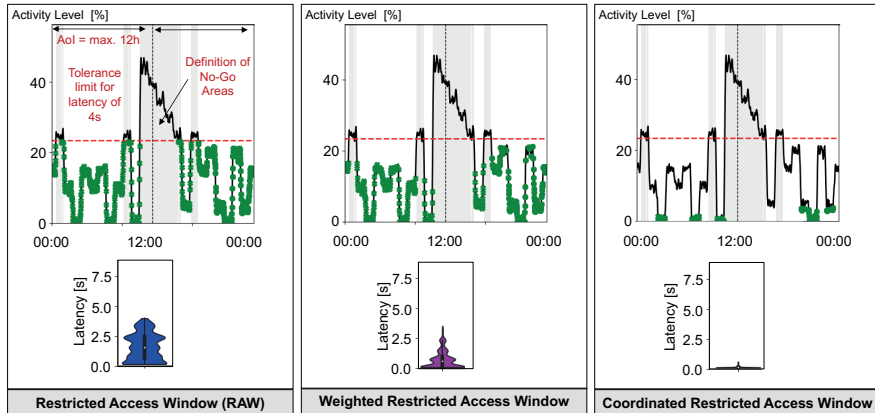 Activity Level [%]
AoI = max. 12h
Tolerance
limit for
latency of
4s
Definition of
No-Go
Areas
40
20
0
00:00
12:00
00:00
Latency [s]
7.5
5.0
2.5
0.0
Restricted Access Window (RAW)
Activity Level [%]
40
20
0
00:00
12:00
00:00
Latency [s]
7.5
5.0
2.5
0.0
Weighted Restricted Access Window
Activity Level [%]
40
20
0
00:00
12:00
00:00
Latency [s]
7.5
5.0
2.5
0.0
Coordinated Restricted Access Window